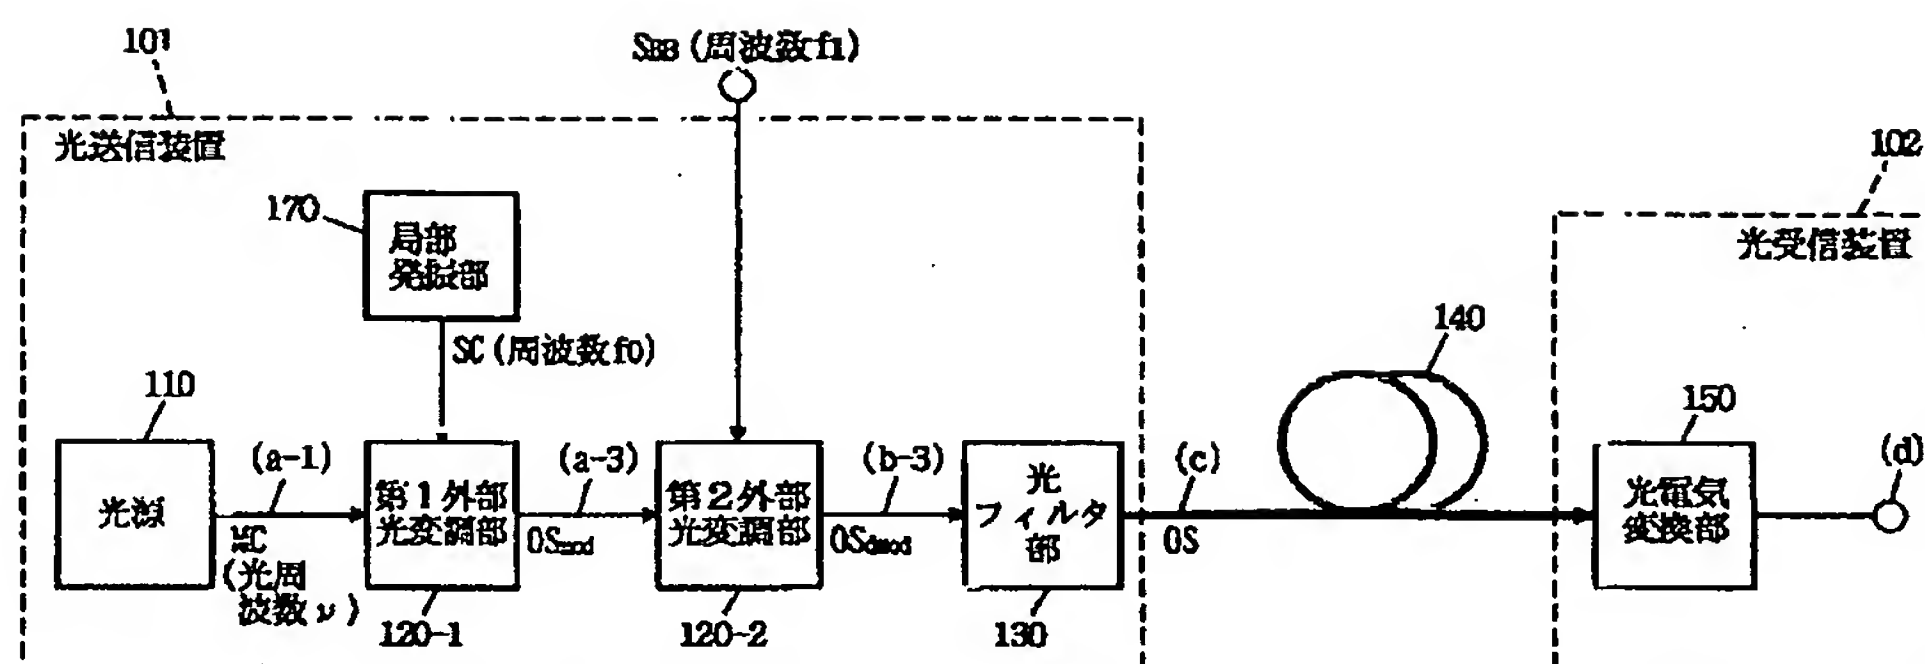 101
SBB (周波数f1)
光送信装置
102
光受信装置
170
局部
発振部
SC (周波数f0)
140
110
150
(a-1)
(a-3)
(b-3)
(c)
(d)
光源
第1外部
光変調部
第2外部
光変調部
光
フィルタ
部
光電気
変換部
MC
(光周
波数ν)
OSmod
OSdmod
OS
120-1
120-2
130